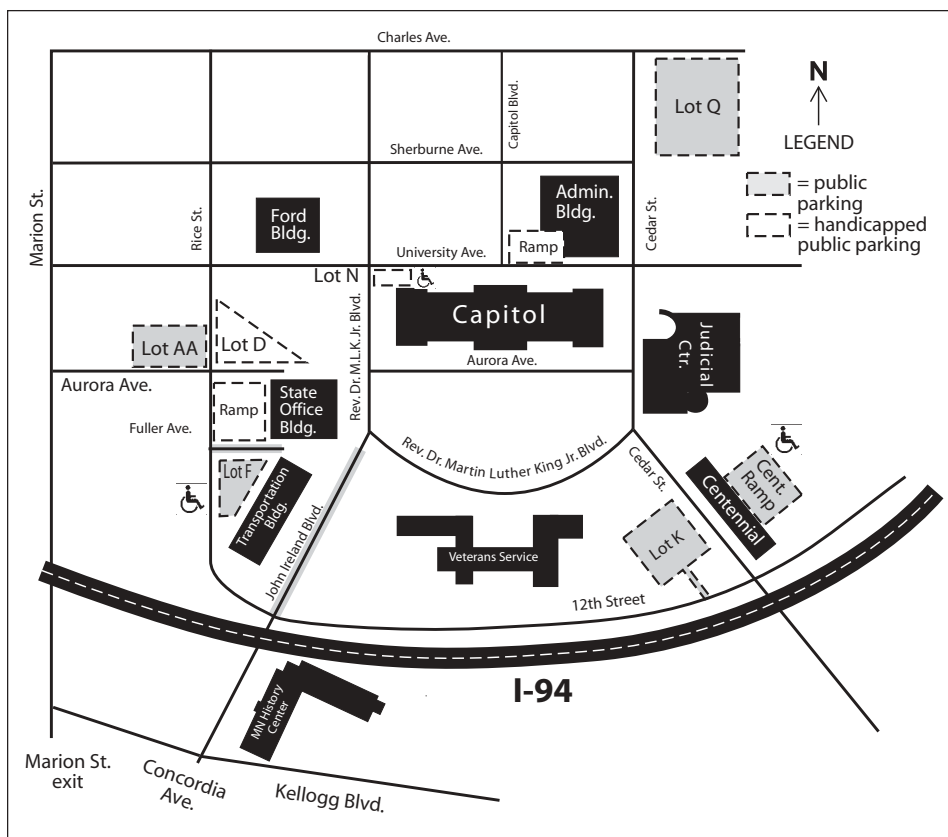 Charles Ave.
N
Lot Q
Capitol Blvd.
LEGEND
Sherburne Ave.
= public
parking
= handicapped
public parking
Marion St.
Rice St.
Ford
Bldg.
Admin.
Bldg.
Ramp
Cedar St.
University Ave.
Lot N
Rev. Dr. M.L.K. Jr. Blvd.
Capitol
Judicial
Ctr.
Lot AA
Lot D
Aurora Ave.
Aurora Ave.
Ramp
State
Office
Bldg.
Fuller Ave.
Rev. Dr. Martin Luther King Jr. Blvd.
Cedar St.
Lot F
Transportation
Bldg.
John Ireland Blvd.
Veterans Service
Lot K
Centennial
Cent.
Ramp
12th Street
I-94
MN History
Center
Marion St.
exit
Concordia
Ave.
Kellogg Blvd.